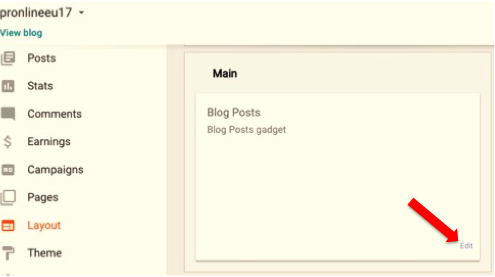 pronlineeu17
View blog
Posts
Stats
Comments
Earnings
Campaigns
Pages
Layout
Theme
Main
Blog Posts
Blog Posts gadget
Edit